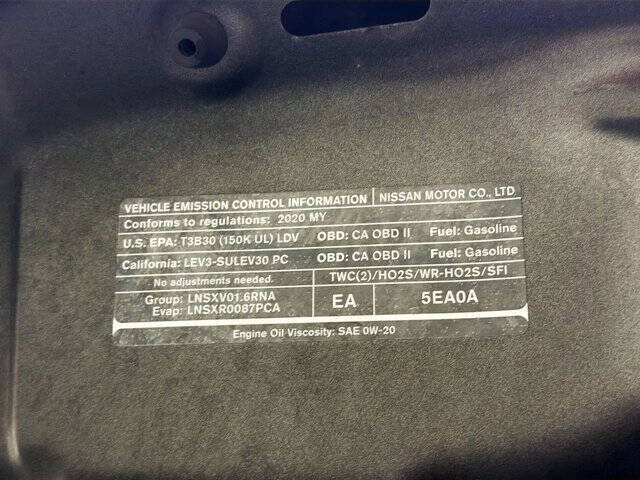 VEHICLE EMISSION CONTROL INFORMATION NISSAN MOTOR CO., LTD
Conforms to regulations: 2020 MY
U.S. EPA: T3B30 (150K UL) LDV OBD: CA OBD II Fuel: Gasoline
California: LEV3-SULEV30 PC OBD: CA OBD II Fuel: Gasoline
No adjustments needed. TWC(2)/HO2S/WR-HO2S/SFI
Group: LNSXV01.6RNA EA 5EA0A
Evap: LNSXR0087PCA
Engine Oil Viscosity: SAE 0W-20